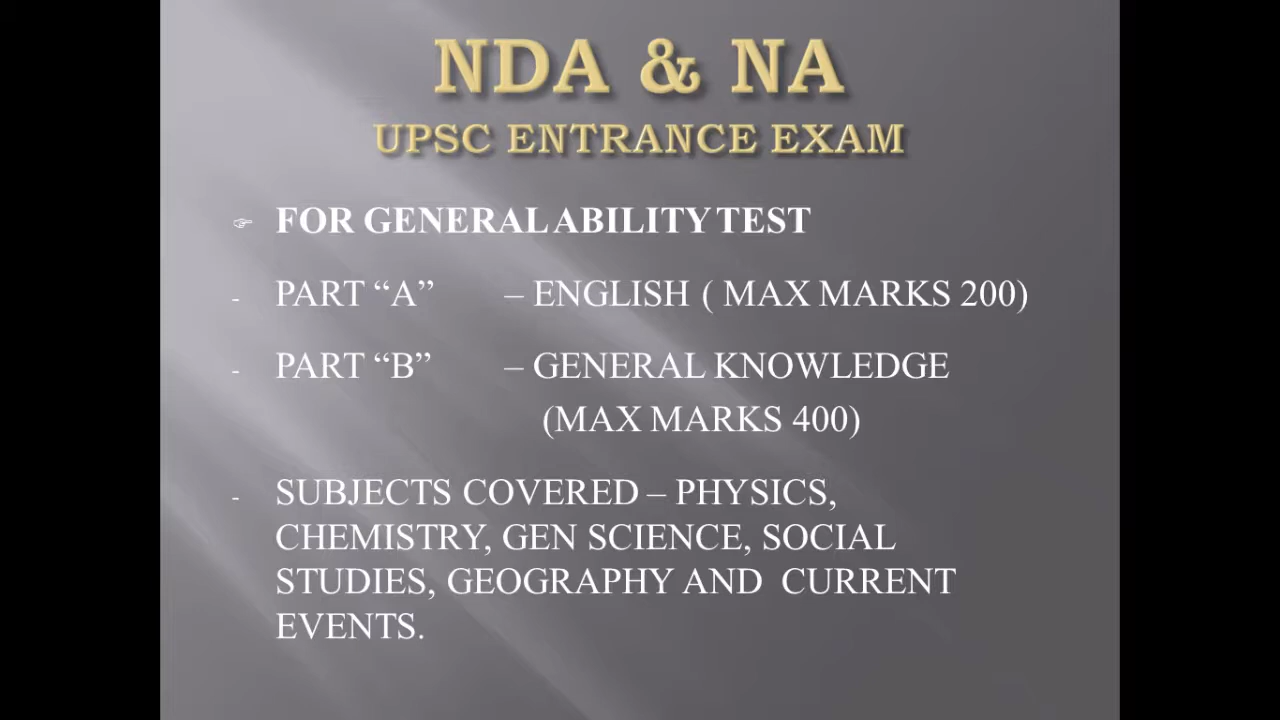 NDA & NA
UPSC ENTRANCE EXAM
☞ FOR GENERAL ABILITY TEST
- PART “A” – ENGLISH ( MAX MARKS 200)
- PART “B” – GENERAL KNOWLEDGE
(MAX MARKS 400)
- SUBJECTS COVERED – PHYSICS,
CHEMISTRY, GEN SCIENCE, SOCIAL
STUDIES, GEOGRAPHY AND CURRENT
EVENTS.